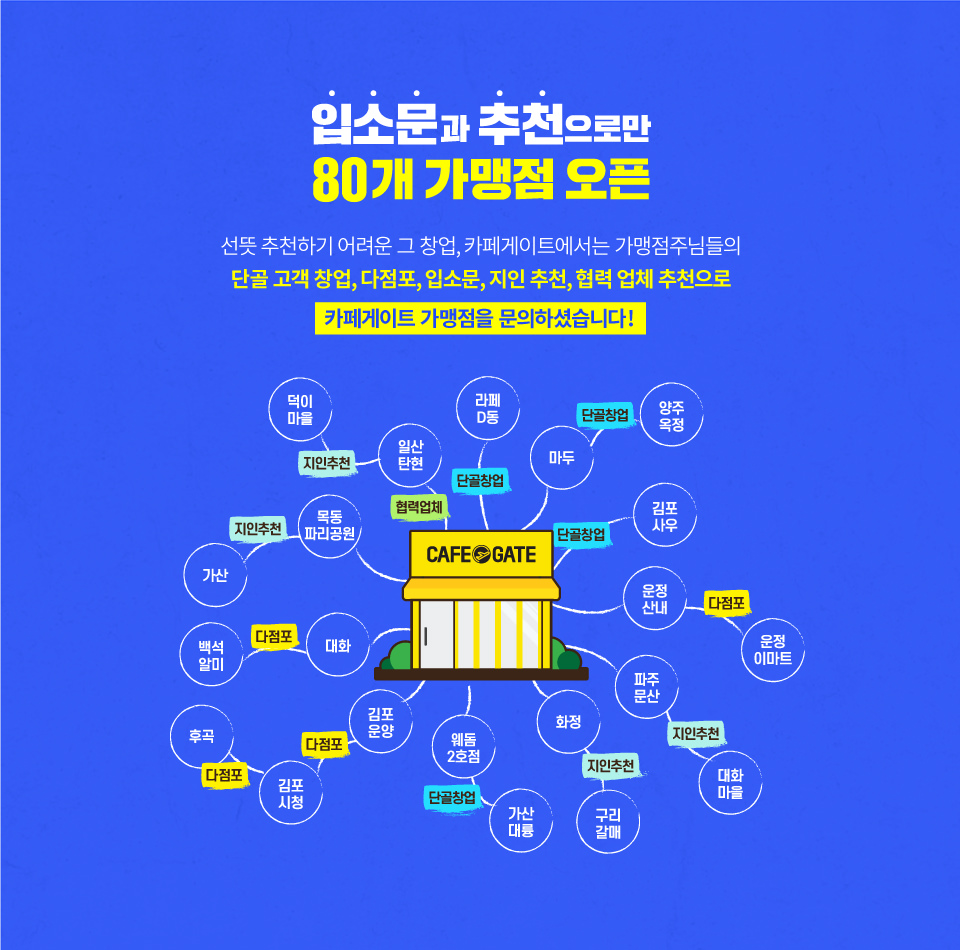 입소문과 추천으로만
80개 가맹점 오픈
선뜻 추천하기 어려운 그 창업, 카페게이트에서는 가맹점주님들의
단골 고객 창업, 다점포, 입소문, 지인 추천, 협력 업체 추천으로
카페게이트 가맹점을 문의하셨습니다!
덕이
마을
지인추천
일산
탄현
협력업체
라페
D동
단골창업
마두
단골창업
양주
옥정
가산
지인추천
목동
파리공원
단골창업
김포
사우
CAFE GATE
백석
알미
다점포
대화
운정
산내
다점포
운정
이마트
후곡
다점포
김포
시청
다점포
김포
운양
웨돔
2호점
단골창업
가산
대륭
화정
지인추천
구리
갈매
파주
문산
지인추천
대화
마을